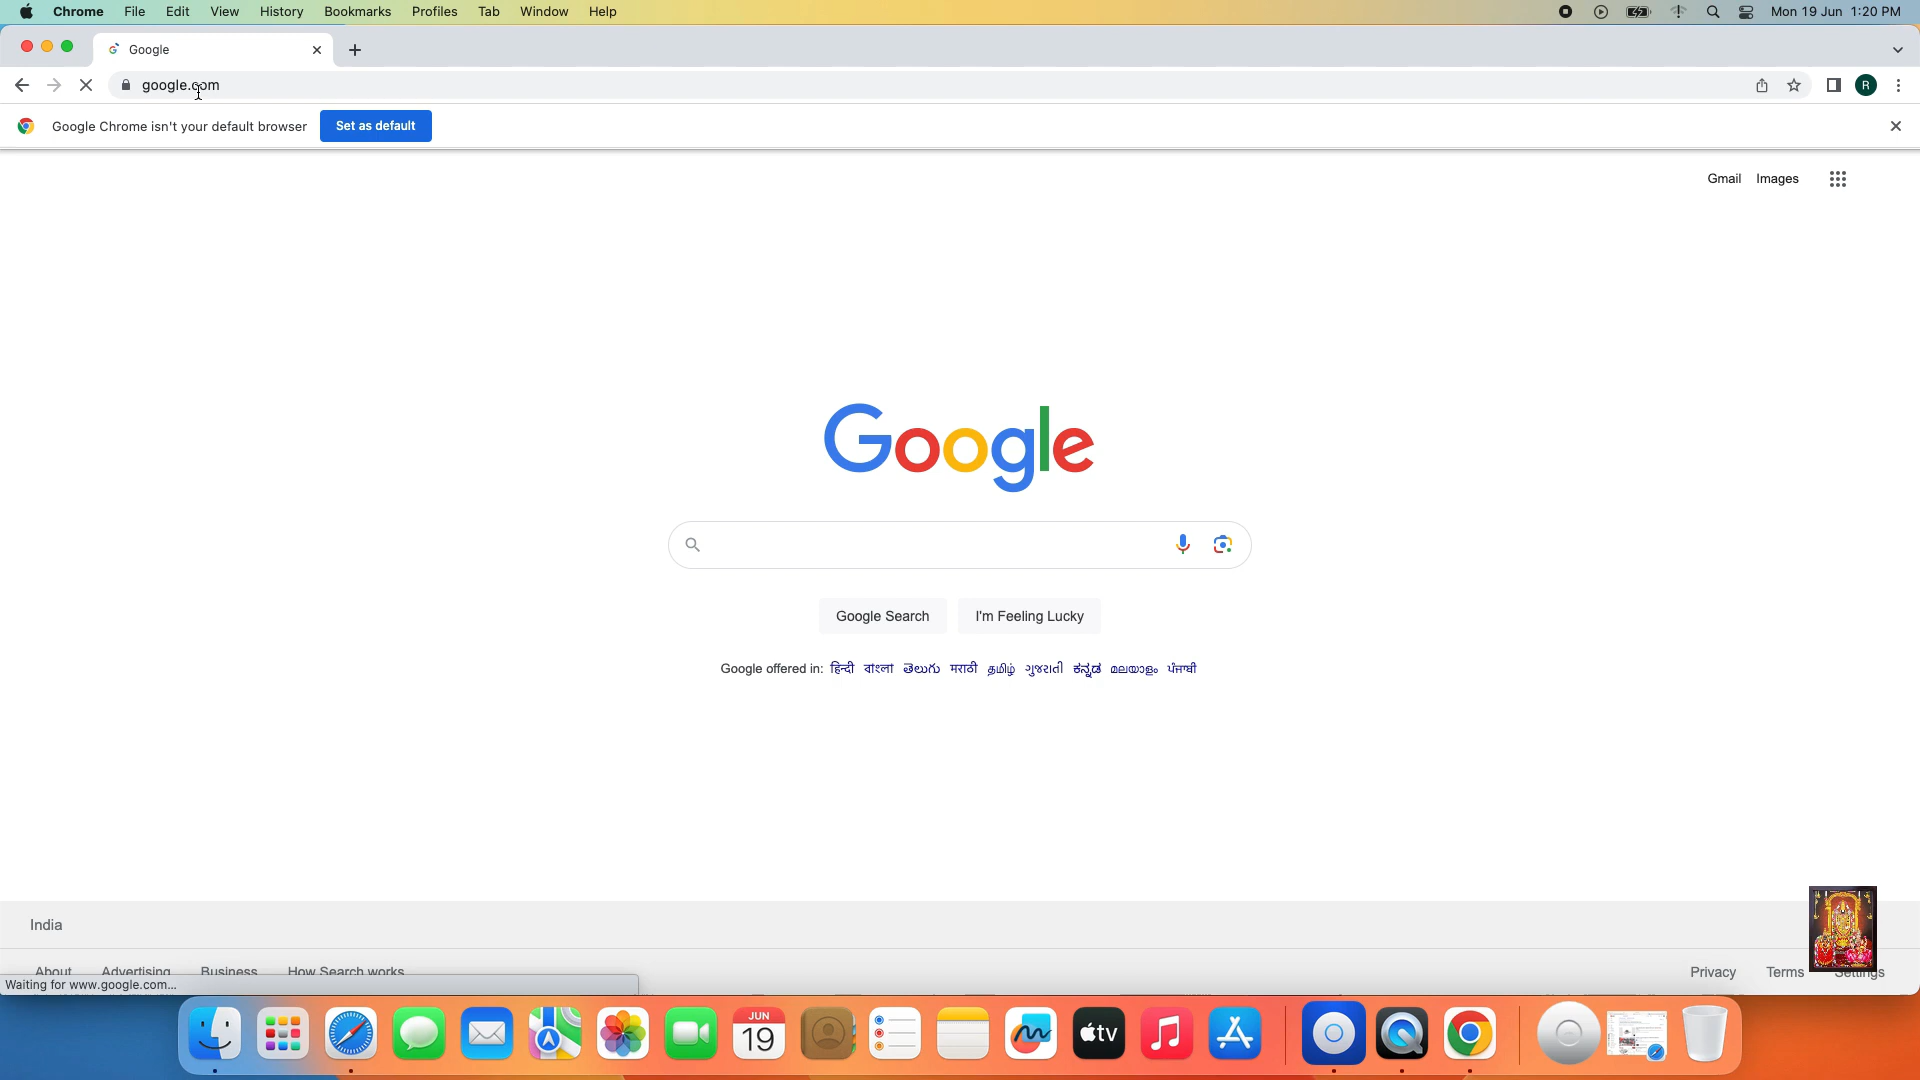 Chrome File Edit View History Bookmarks Profiles Tab Window Help Mon 19 Jun 1:20 PM
Google
google.com R
Google Chrome isn't your default browser Set as default
Gmail Images
Google
Google Search I'm Feeling Lucky
Google offered in: हिन्दी বাংলা తెలుగు मराठी தமிழ் ગુજરાતી ಕನ್ನಡ മലയാളം ਪੰਜਾਬੀ
India
About Advertising Business How Search works Privacy Terms Settings
Waiting for www.google.com...
JUN
19
tv